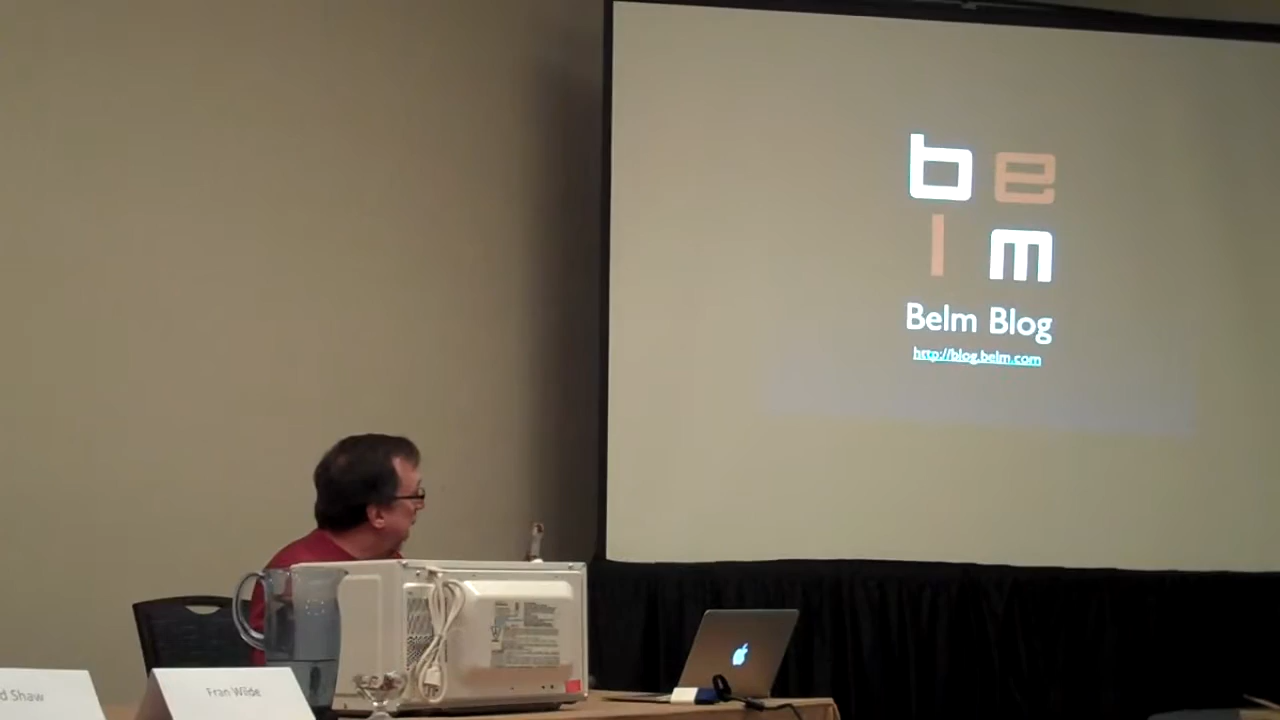 b e
l m
Belm Blog
http://blog.belm.com
d Shaw
Fran Wilde